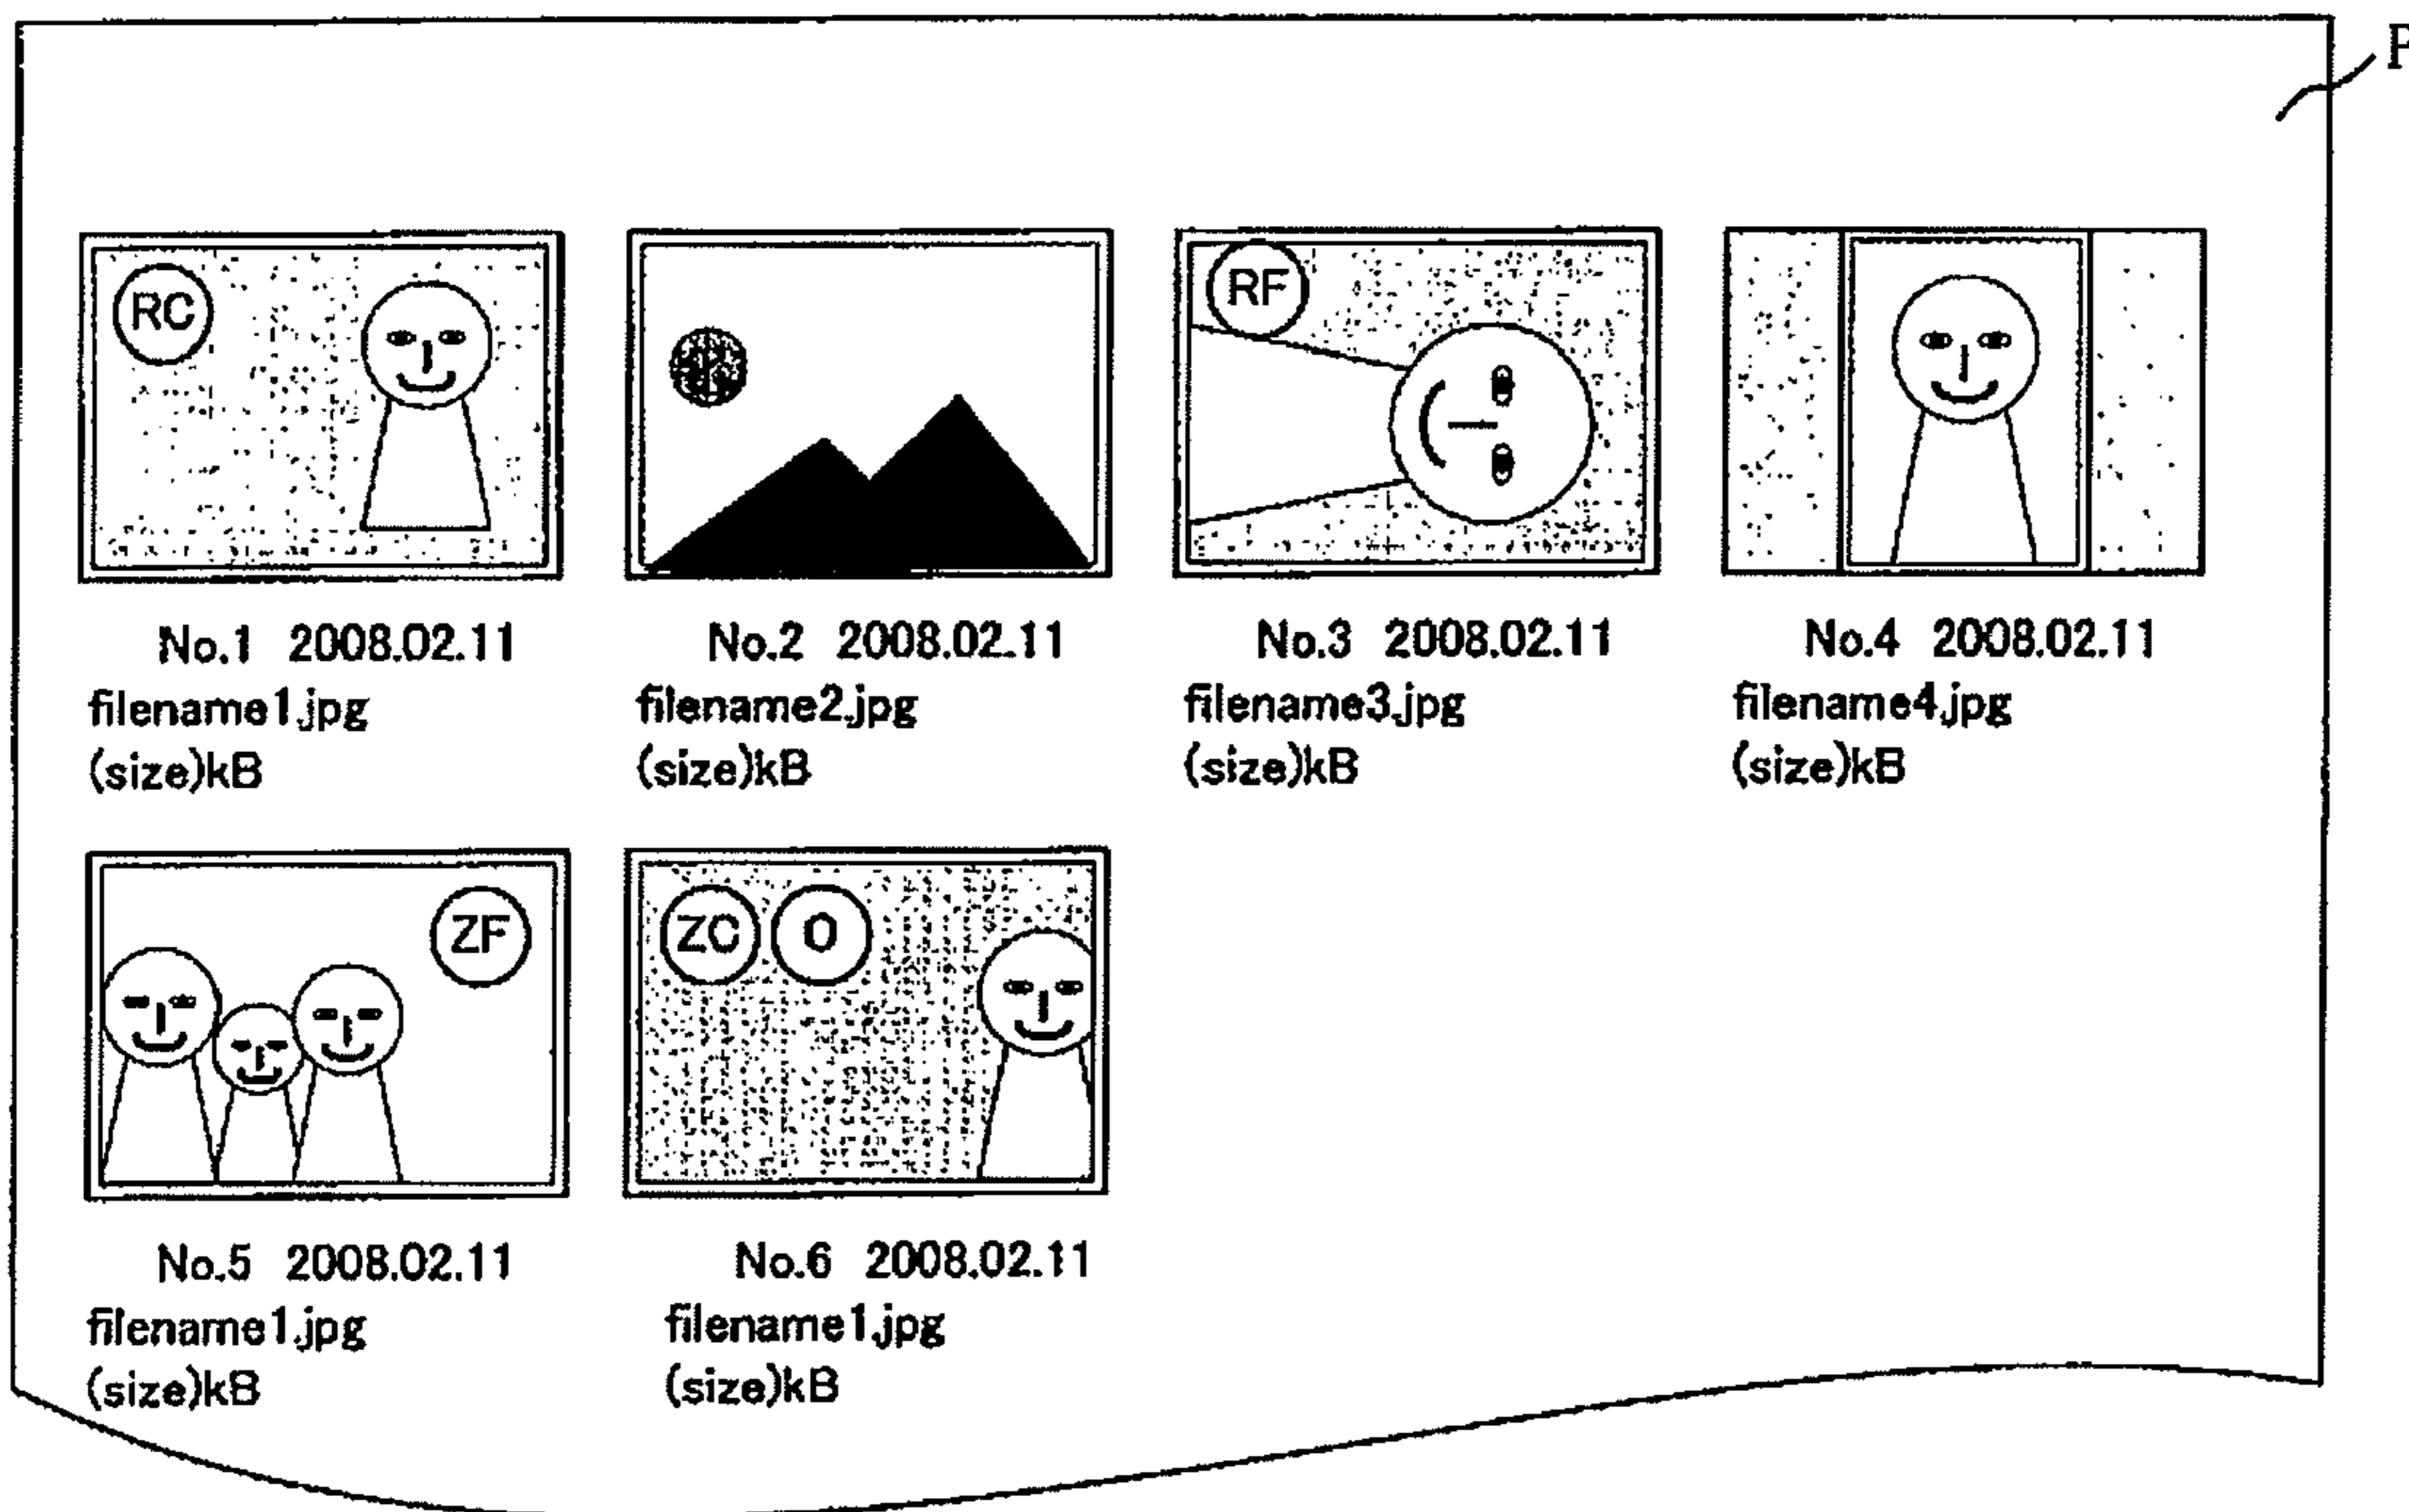 P
RC
RF
No.1 2008.02.11
filename1.jpg
(size)kB
No.2 2008.02.11
filename2.jpg
(size)kB
No.3 2008.02.11
filename3.jpg
(size)kB
No.4 2008.02.11
filename4.jpg
(size)kB
ZF
ZC O
No.5 2008.02.11
filename1.jpg
(size)kB
No.6 2008.02.11
filename1.jpg
(size)kB